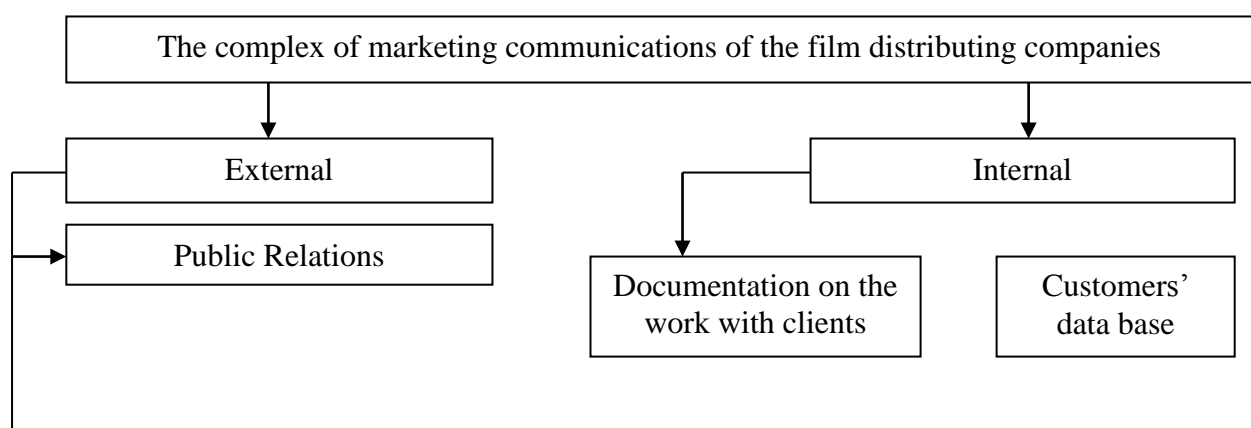 The complex of marketing communications of the film distributing companies
External
Internal
Public Relations
Documentation on the
work with clients
Customers’
data base